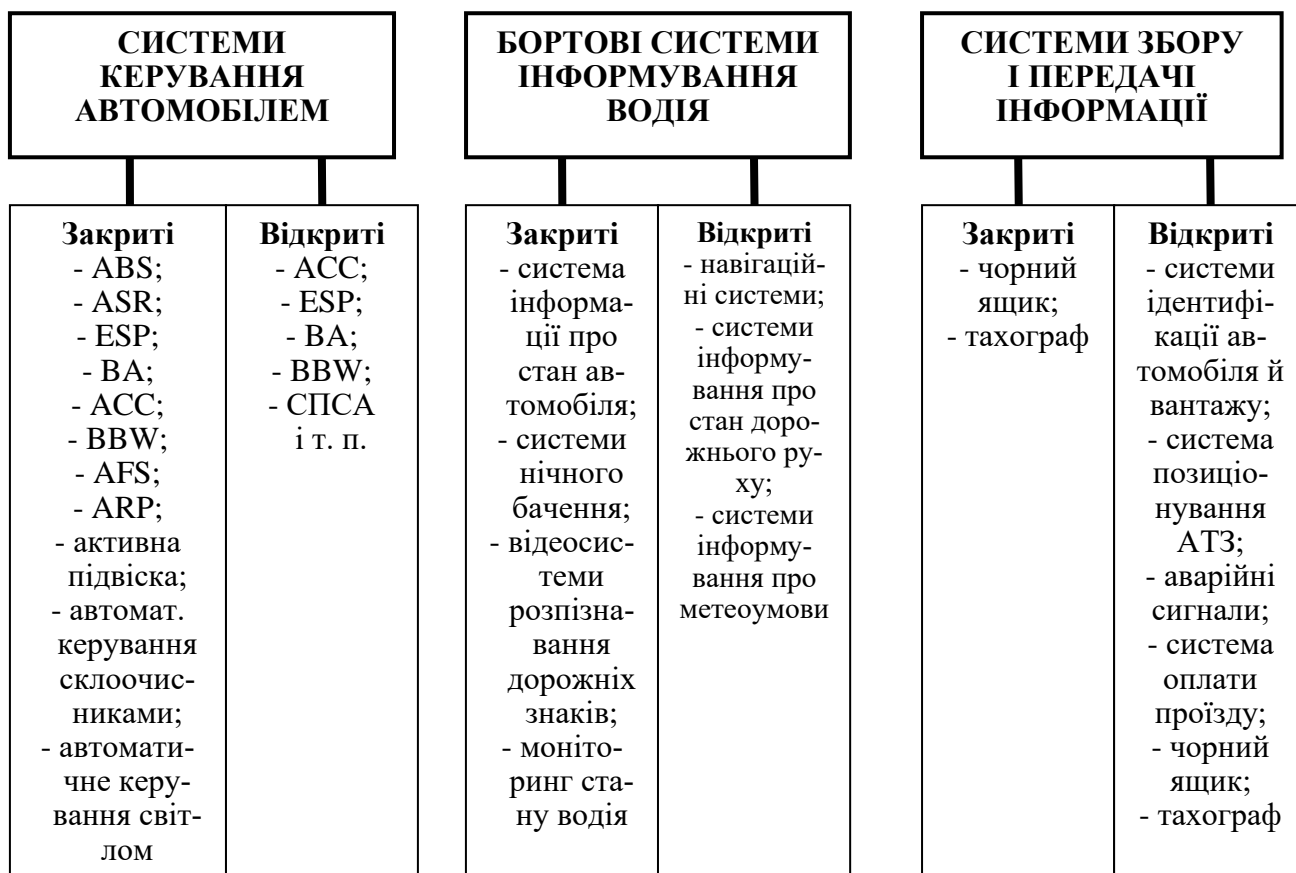 СИСТЕМИ
КЕРУВАННЯ
АВТОМОБІЛЕМ
Закриті
- ABS;
- ASR;
- ESP;
- BA;
- ACC;
- BBW;
- AFS;
- ARP;
- активна
підвіска;
- автомат.
керування
склоочис-
никами;
- автомати-
чне керу-
вання світ-
лом
Відкриті
- ACC;
- ESP;
- BA;
- BBW;
- СПСА
і т. п.
БОРТОВІ СИСТЕМИ
ІНФОРМУВАННЯ
ВОДІЯ
Закриті
- система
інформа-
ції про
стан ав-
томобіля;
- системи
нічного
бачення;
- відеосис-
теми
розпізна-
вання
дорожніх
знаків;
- моніто-
ринг ста-
ну водія
Відкриті
- навігацій-
ні системи;
- системи
інформу-
вання про
стан доро-
жнього ру-
ху;
- системи
інформу-
вання про
метеоумови
СИСТЕМИ ЗБОРУ
І ПЕРЕДАЧІ
ІНФОРМАЦІЇ
Закриті
- чорний
ящик;
- тахограф
Відкриті
- системи
ідентифі-
кації ав-
томобіля й
вантажу;
- система
позиціо-
нування
АТЗ;
- аварійні
сигнали;
- система
оплати
проїзду;
- чорний
ящик;
- тахограф